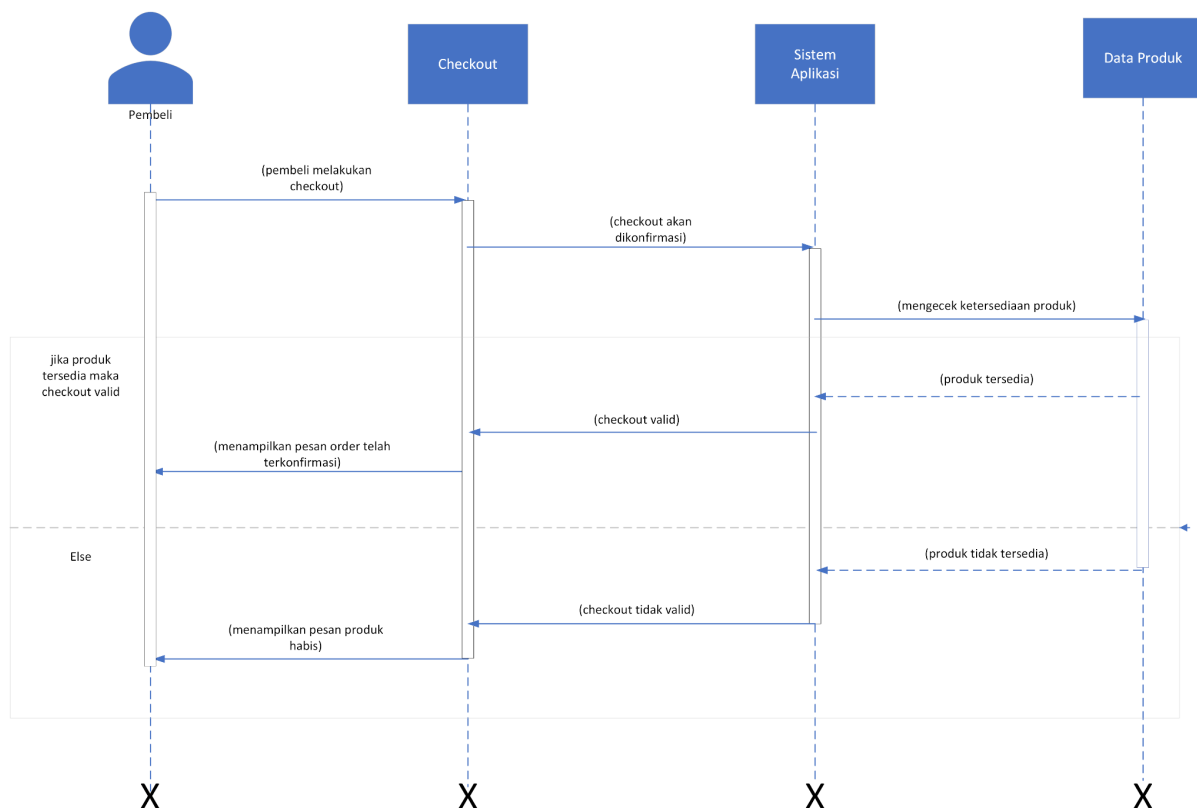 Pembeli
Checkout
Sistem
Aplikasi
Data Produk
(pembeli melakukan
checkout)
(checkout akan
dikonfirmasi)
(mengecek ketersediaan produk)
jika produk
tersedia maka
checkout valid
(produk tersedia)
(checkout valid)
(menampilkan pesan order telah
terkonfirmasi)
Else
(produk tidak tersedia)
(checkout tidak valid)
(menampilkan pesan produk
habis)
X
X
X
X